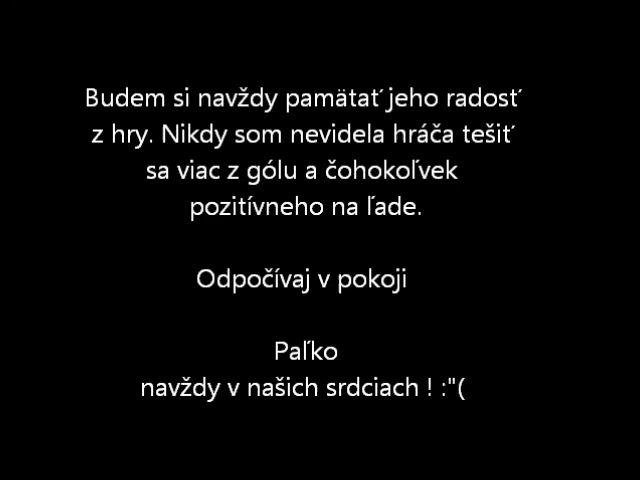 Budem si navždy pamätať jeho radosť
z hry. Nikdy som nevidela hráča tešiť
sa viac z gólu a čohokoľvek
pozitívneho na ľade.
Odpočívaj v pokoji
Paľko
navždy v našich srdciach ! :"(